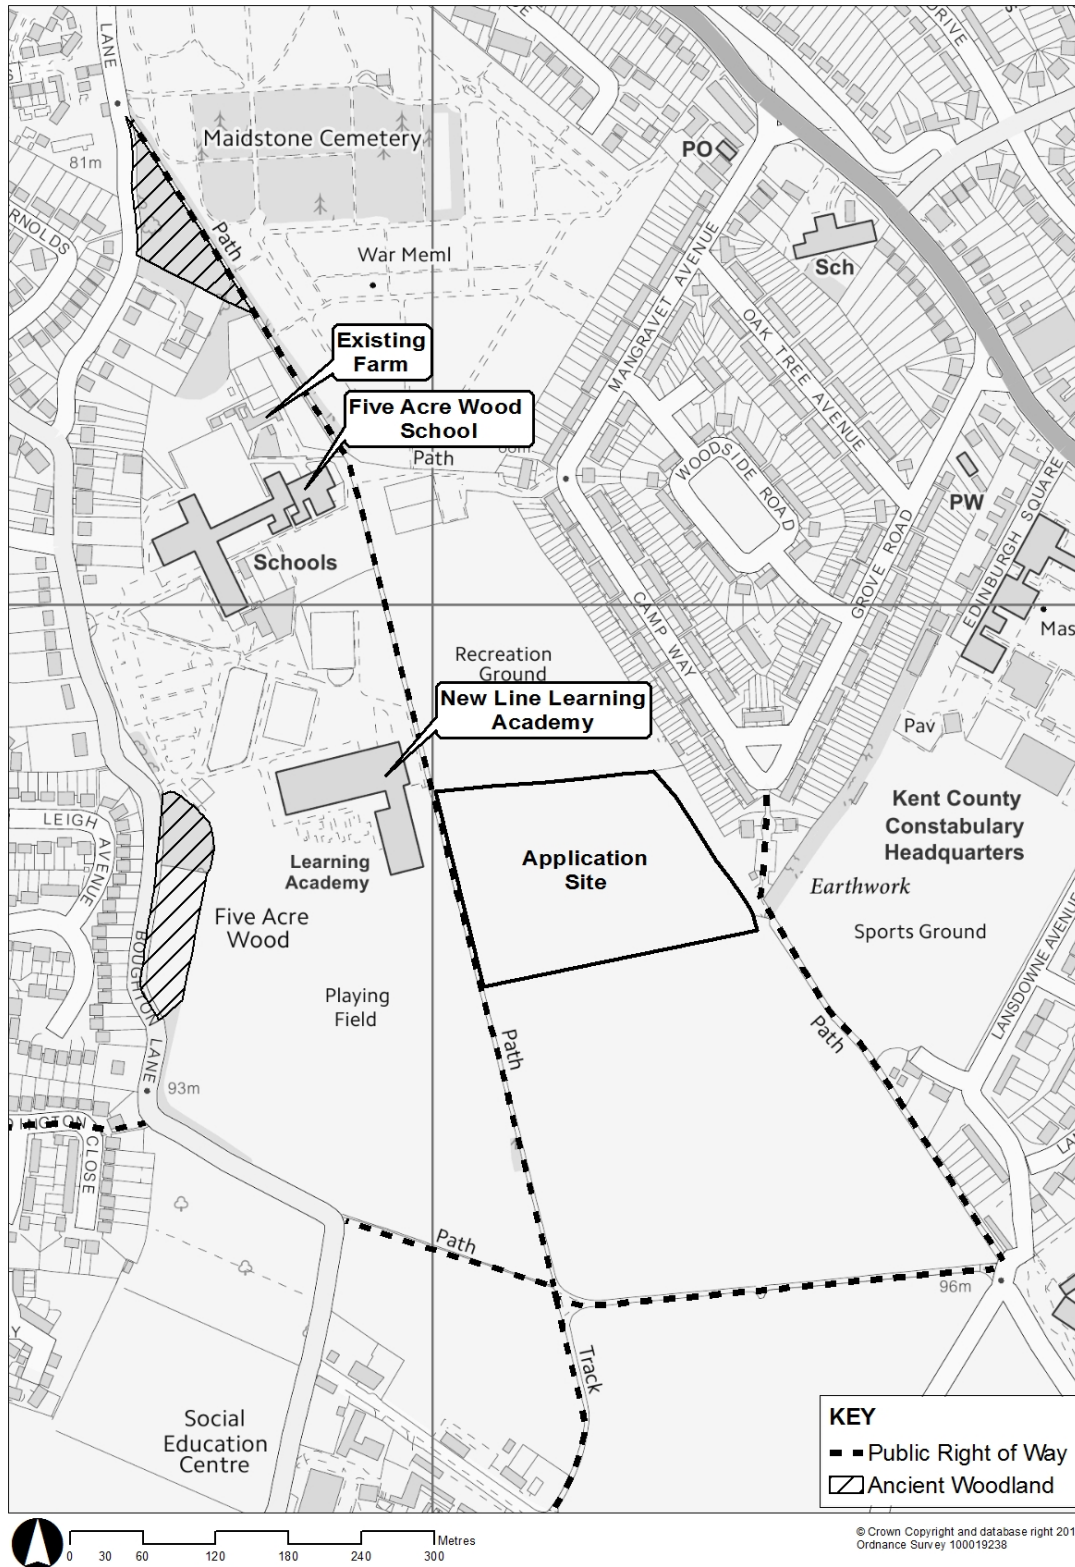 LANE
DRIVE
Maidstone Cemetery
PO
81m
Path
RNOLDS
War Meml
Sch
MANGRAVET AVENUE
OAK TREE AVENUE
Existing
Farm
Five Acre Wood
School
Path
WOODSIDE ROAD
PW
EDINBURGH SQUARE
GROVE ROAD
Schools
CAMP WAY
Mas
Recreation
Ground
New Line Learning
Academy
Pav
LEIGH
AVENUE
Kent County
Constabulary
Headquarters
Application
Site
Learning
Academy
Earthwork
Five Acre
Wood
Sports Ground
BOUGHTON
LANE
LANSDOWNE AVENUE
Playing
Field
Path
Path
93m
INGTON
CLOSE
Path
96m
Track
Social
Education
Centre
KEY
Public Right of Way
Ancient Woodland
Metres
0 30 60 120 180 240 300
© Crown Copyright and database right 201
Ordnance Survey 100019238